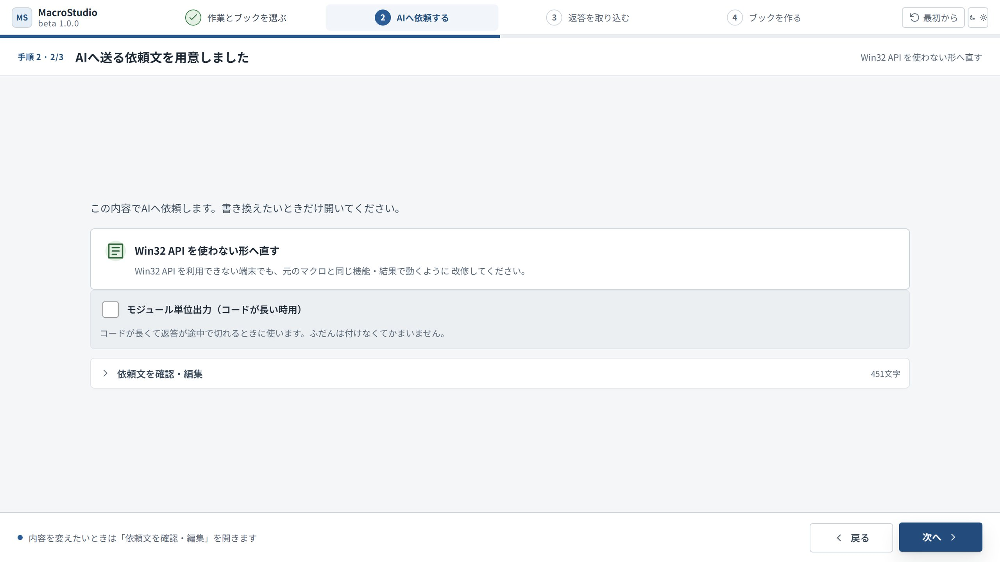 MS
MacroStudio
beta 1.0.0
作業とブックを選ぶ
2 AIへ依頼する
3 返答を取り込む
4 ブックを作る
最初から
手順 2 · 2/3
AIへ送る依頼文を用意しました
Win32 API を使わない形へ直す
この内容でAIへ依頼します。書き換えたいときだけ開いてください。
Win32 API を使わない形へ直す
Win32 API を利用できない端末でも、元のマクロと同じ機能・結果で動くように 改修してください。
モジュール単位出力（コードが長い時用）
コードが長くて返答が途中で切れるときに使います。ふだんは付けなくてかまいません。
依頼文を確認・編集
451文字
内容を変えたいときは「依頼文を確認・編集」を開きます
戻る
次へ